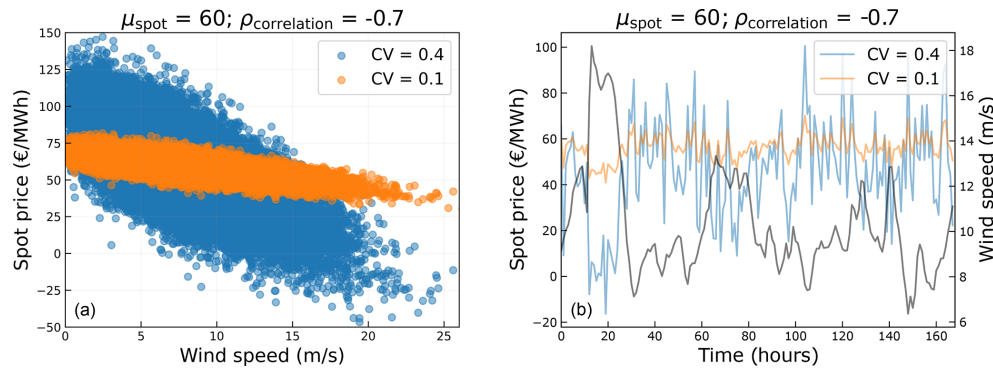 μspot = 60; ρcorrelation = -0.7
150
125
100
75
50
25
0
−25
−50
Spot price (€/MWh)
CV = 0.4
CV = 0.1
(a)
0
5
10
15
20
25
Wind speed (m/s)
μspot = 60; ρcorrelation = -0.7
100
80
60
40
20
0
−20
Spot price (€/MWh)
CV = 0.4
CV = 0.1
(b)
18
16
14
12
10
8
6
Wind speed (m/s)
0
20
40
60
80
100
120
140
160
Time (hours)